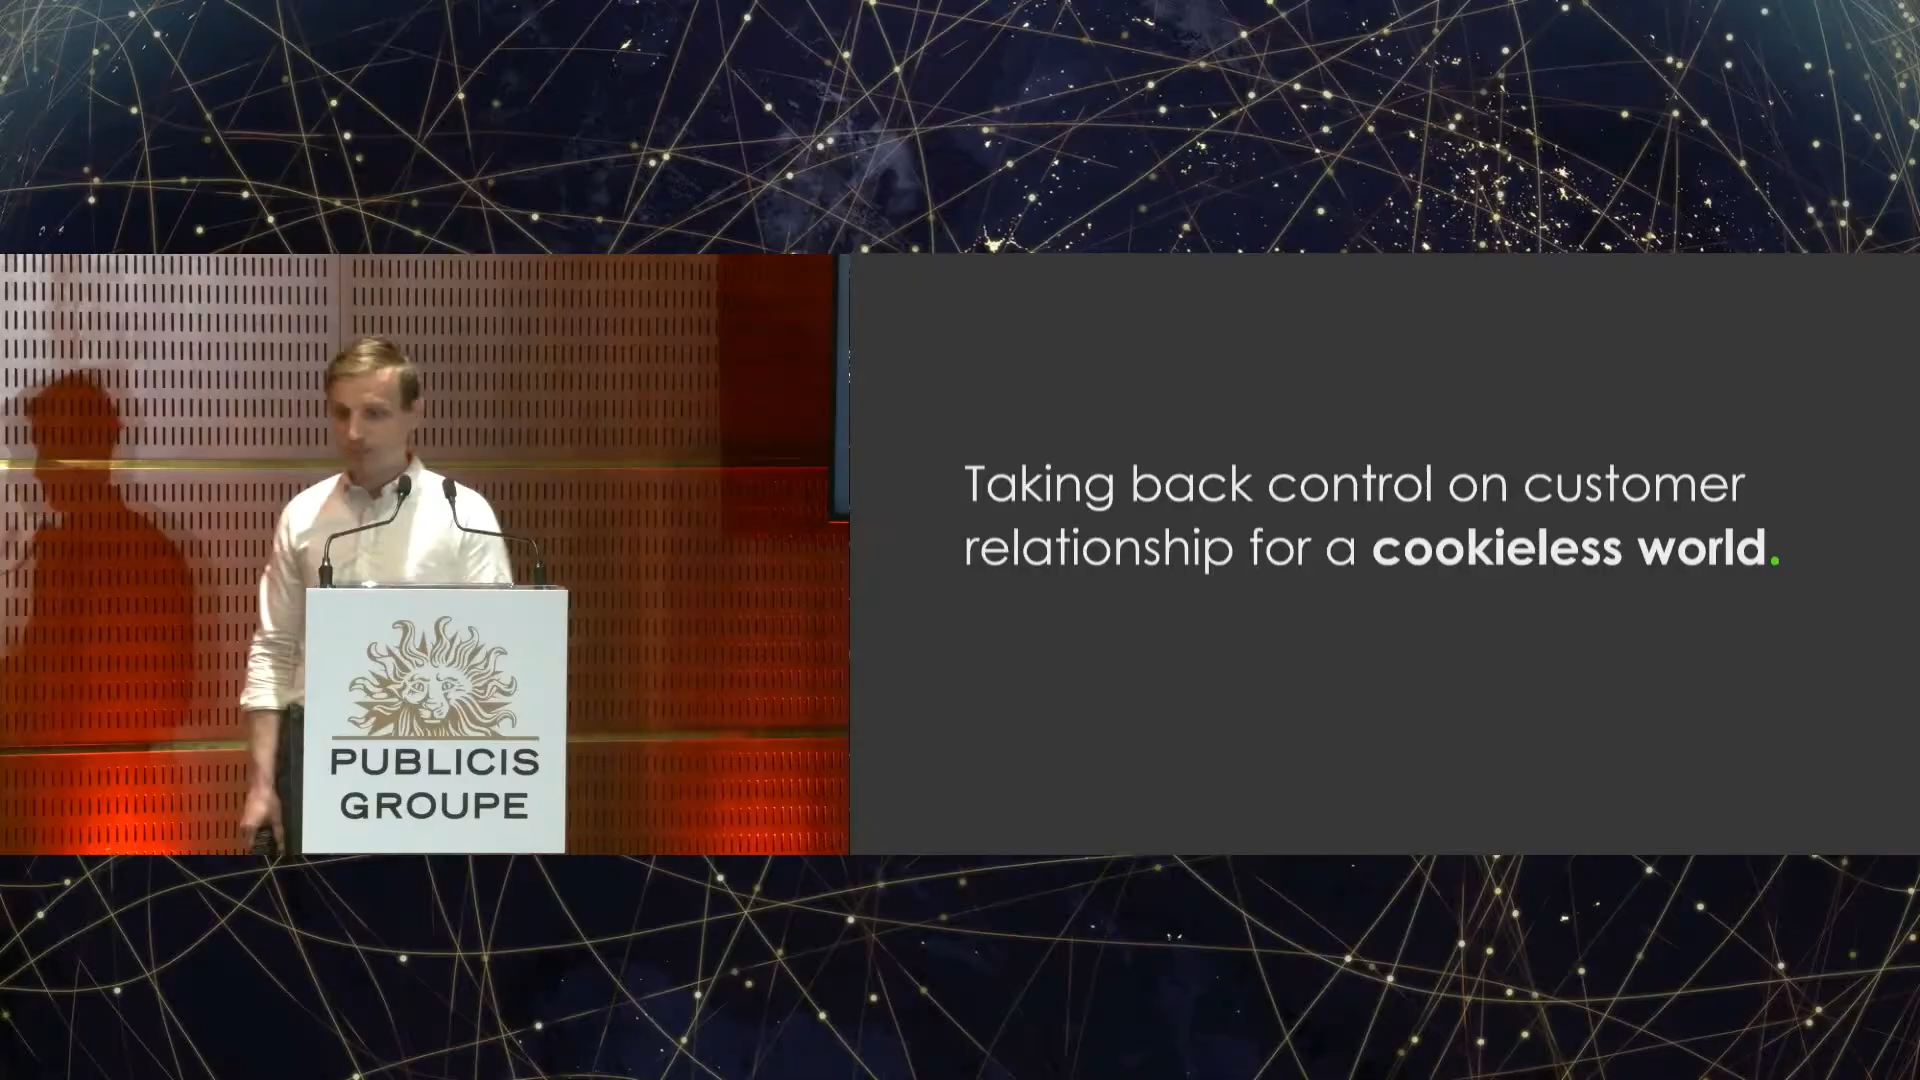 Taking back control on customer
relationship for a cookieless world.
PUBLICIS
GROUPE